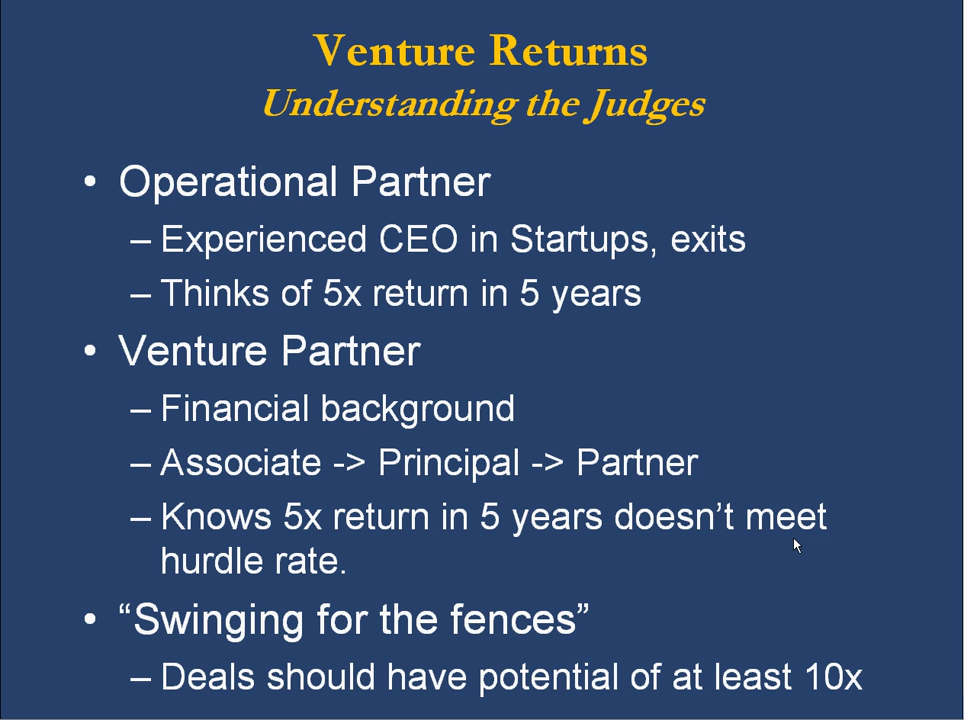 Venture Returns
Understanding the Judges
• Operational Partner
– Experienced CEO in Startups, exits
– Thinks of 5x return in 5 years
• Venture Partner
– Financial background
– Associate -> Principal -> Partner
– Knows 5x return in 5 years doesn’t meet
hurdle rate.
• “Swinging for the fences”
– Deals should have potential of at least 10x